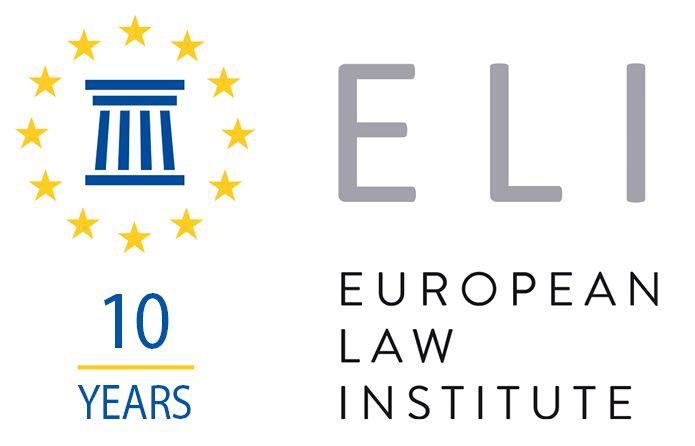 ELI
EUROPEAN
LAW
INSTITUTE
10
YEARS